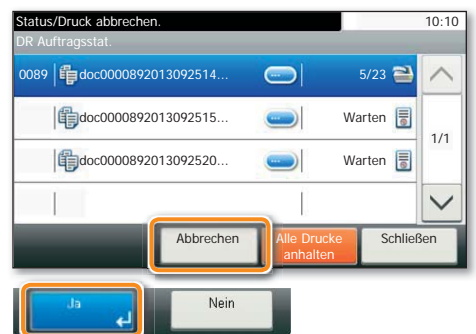 Status/Druck abbrechen. 10:10
DR Auftragsstat.
0089 doc0000892013092514... 5/23
doc0000892013092515... Warten
1/1
doc0000892013092520... Warten
Abbrechen Alle Drucke anhalten Schließen
Ja Nein